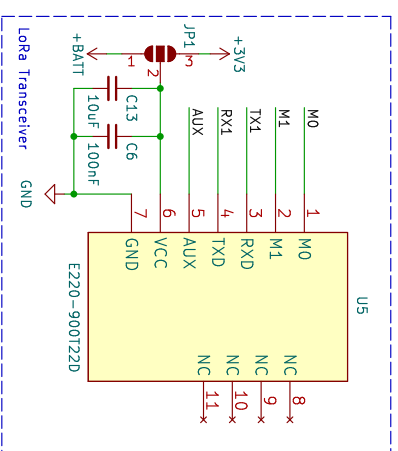 LoRa Transceiver
+BATT
JP1
+3V3
1
2
3
C13
10uF
C6
100nF
GND
AUX
RX1
TX1
M1
M0
7
6
5
4
3
2
1
GND
VCC
AUX
TXD
RXD
M1
M0
U5
E220-900T22D
NC
NC
NC
NC
11
10
9
8